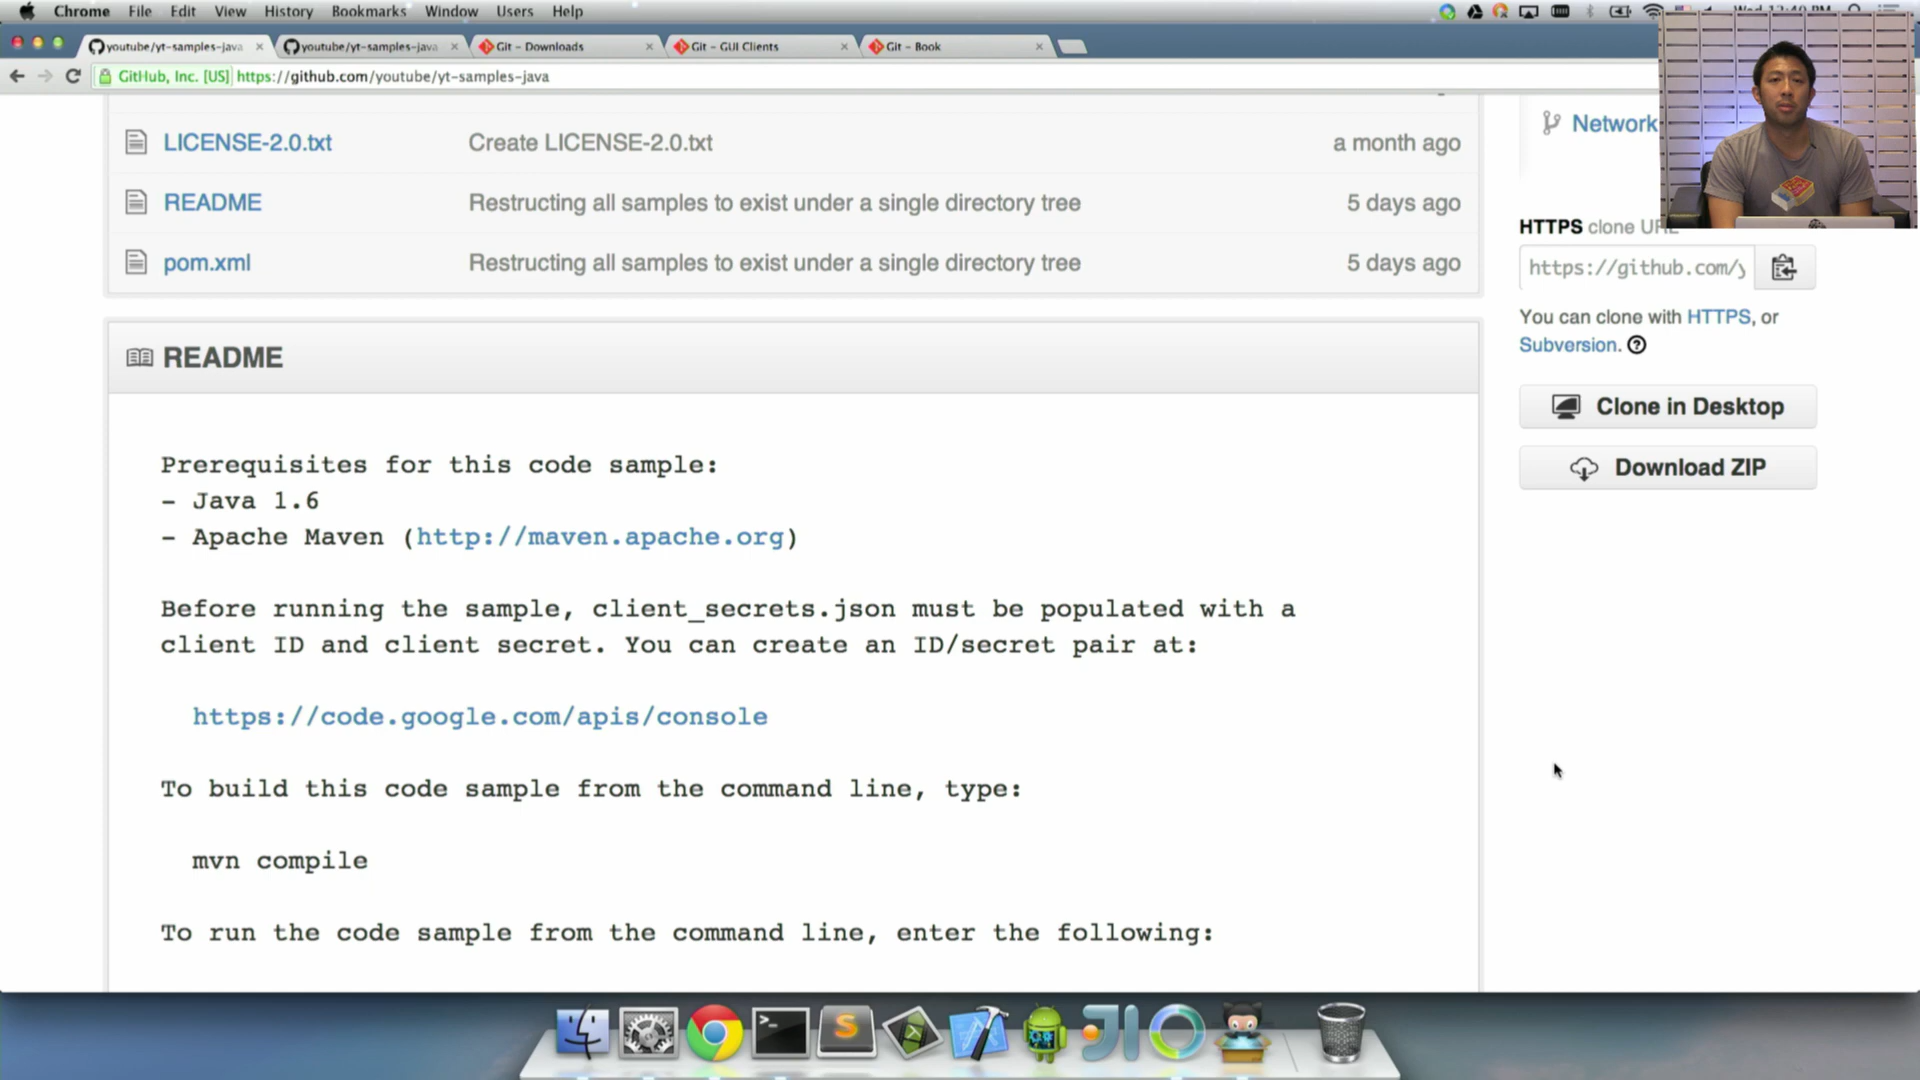 Chrome File Edit View History Bookmarks Window Users Help
youtube/yt-samples-java
youtube/yt-samples-java
Git - Downloads
Git - GUI Clients
Git - Book
GitHub, Inc. [US] https://github.com/youtube/yt-samples-java
LICENSE-2.0.txt Create LICENSE-2.0.txt a month ago
README Restructing all samples to exist under a single directory tree 5 days ago
pom.xml Restructing all samples to exist under a single directory tree 5 days ago
Network
HTTPS clone
https://github.com/y
You can clone with HTTPS, or
Subversion.
Clone in Desktop
Download ZIP
README
Prerequisites for this code sample:
- Java 1.6
- Apache Maven (http://maven.apache.org)
Before running the sample, client_secrets.json must be populated with a
client ID and client secret. You can create an ID/secret pair at:
https://code.google.com/apis/console
To build this code sample from the command line, type:
mvn compile
To run the code sample from the command line, enter the following: